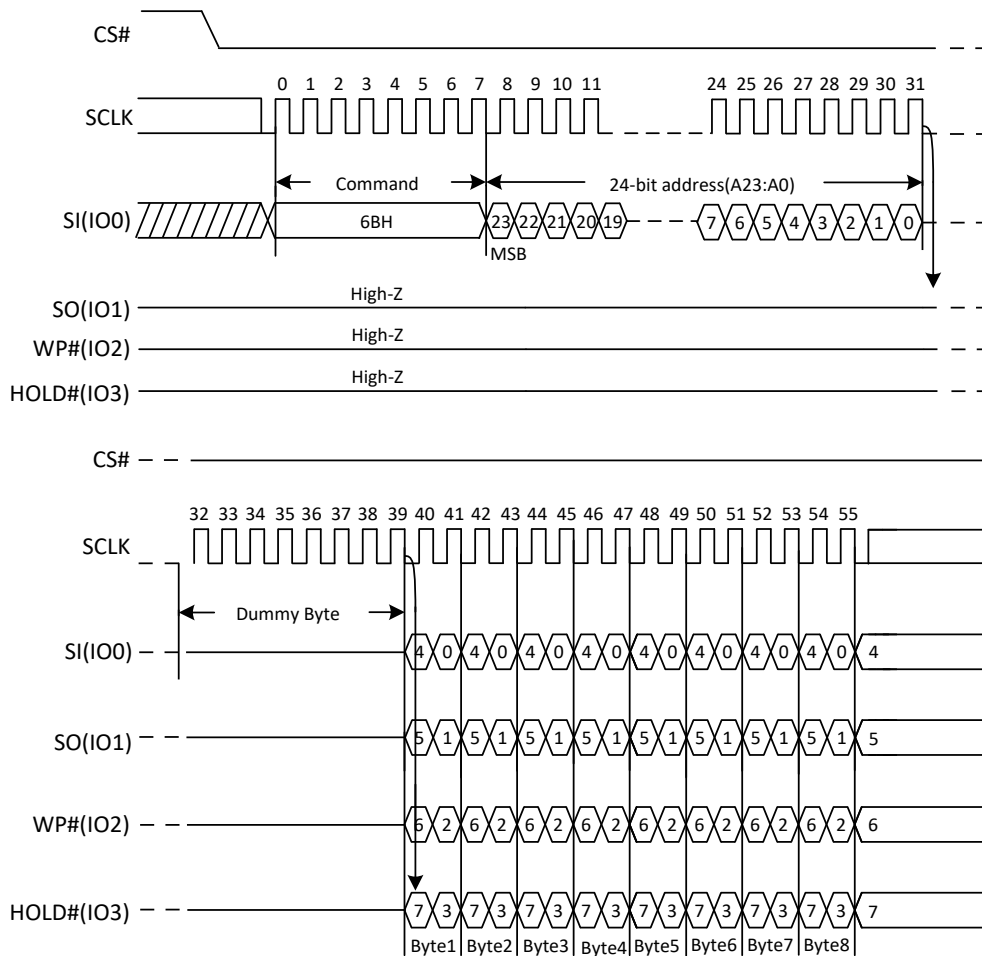 CS#
0 1 2 3 4 5 6 7 8 9 10 11 24 25 26 27 28 29 30 31
SCLK
Command 24-bit address(A23:A0)
SI(IO0) 6BH 23 22 21 20 19 7 6 5 4 3 2 1 0
MSB
SO(IO1) High-Z
WP#(IO2) High-Z
HOLD#(IO3) High-Z
CS#
32 33 34 35 36 37 38 39 40 41 42 43 44 45 46 47 48 49 50 51 52 53 54 55
SCLK
Dummy Byte
SI(IO0) 4 0 4 0 4 0 4 0 4 0 4 0 4 0 4 0 4
SO(IO1) 5 1 5 1 5 1 5 1 5 1 5 1 5 1 5 1 5
WP#(IO2) 6 2 6 2 6 2 6 2 6 2 6 2 6 2 6 2 6
HOLD#(IO3) 7 3 7 3 7 3 7 3 7 3 7 3 7 3 7 3 7
Byte1 Byte2 Byte3 Byte4 Byte5 Byte6 Byte7 Byte8